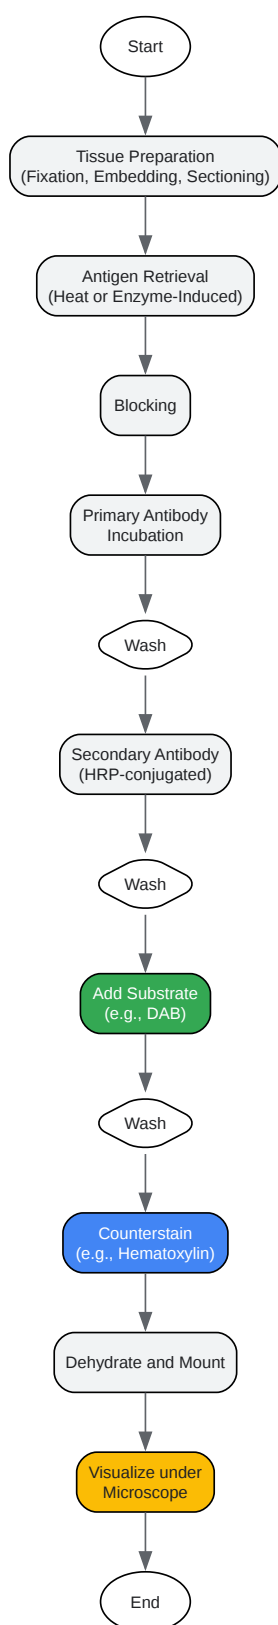 Start
Tissue Preparation
(Fixation, Embedding, Sectioning)
Antigen Retrieval
(Heat or Enzyme-Induced)
Blocking
Primary Antibody
Incubation
Wash
Secondary Antibody
(HRP-conjugated)
Wash
Add Substrate
(e.g., DAB)
Wash
Counterstain
(e.g., Hematoxylin)
Dehydrate and Mount
Visualize under
Microscope
End